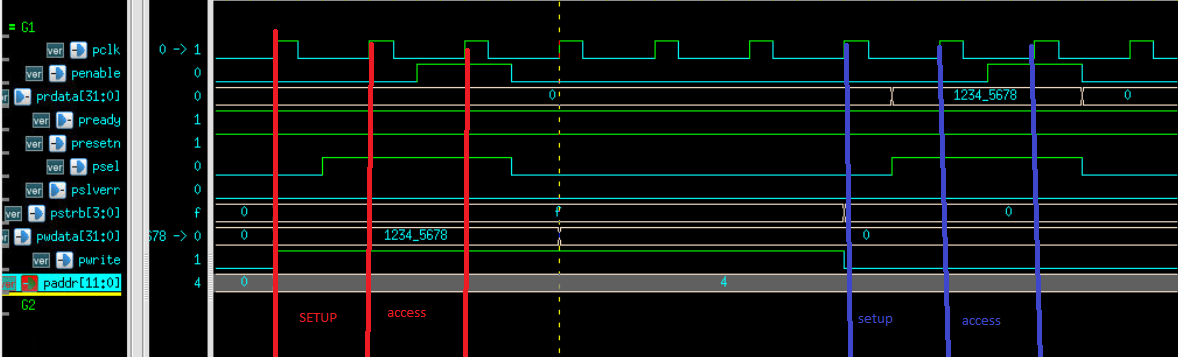 = G1
ver pclk 0 -> 1
ver penable 0
prdata[31:0] 0 0 1234_5678 0
ver pready 1
ver presetn 1
ver psel 0
ver pslverr 0
ver pstrb[3:0] f 0 f 0
pwdata[31:0] 678 -> 0 0 1234_5678 0
ver pwrite 1
ver paddr[11:0] 4 0 4
G2
SETUP access setup access